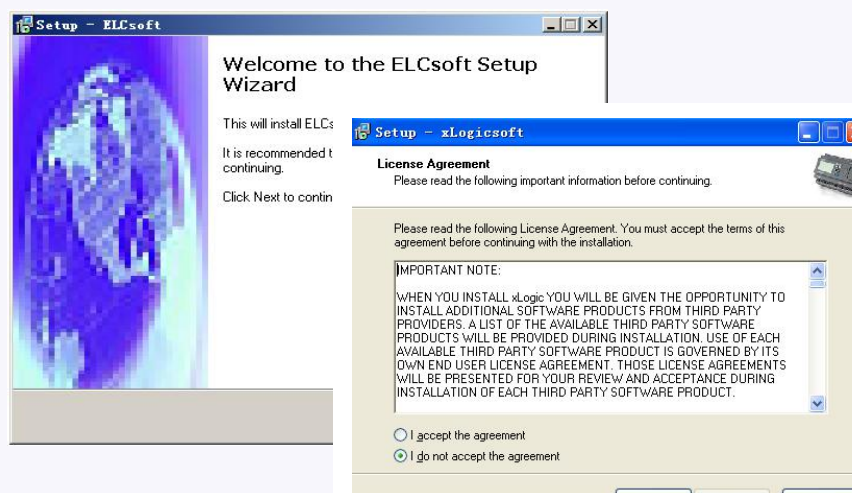 Setup - ELCsoft
Welcome to the ELCsoft Setup
Wizard
This will install ELCs
It is recommended t
continuing.
Click Next to contin
Setup - xLogicsoft
License Agreement
Please read the following important information before continuing.
Please read the following License Agreement. You must accept the terms of this
agreement before continuing with the installation.
IMPORTANT NOTE:
WHEN YOU INSTALL xLogic YOU WILL BE GIVEN THE OPPORTUNITY TO
INSTALL ADDITIONAL SOFTWARE PRODUCTS FROM THIRD PARTY
PROVIDERS. A LIST OF THE AVAILABLE THIRD PARTY SOFTWARE
PRODUCTS WILL BE PROVIDED DURING INSTALLATION. USE OF EACH
AVAILABLE THIRD PARTY SOFTWARE PRODUCT IS GOVERNED BY ITS
OWN END USER LICENSE AGREEMENT. THOSE LICENSE AGREEMENTS
WILL BE PRESENTED FOR YOUR REVIEW AND ACCEPTANCE DURING
INSTALLATION OF EACH THIRD PARTY SOFTWARE PRODUCT.
I accept the agreement
I do not accept the agreement